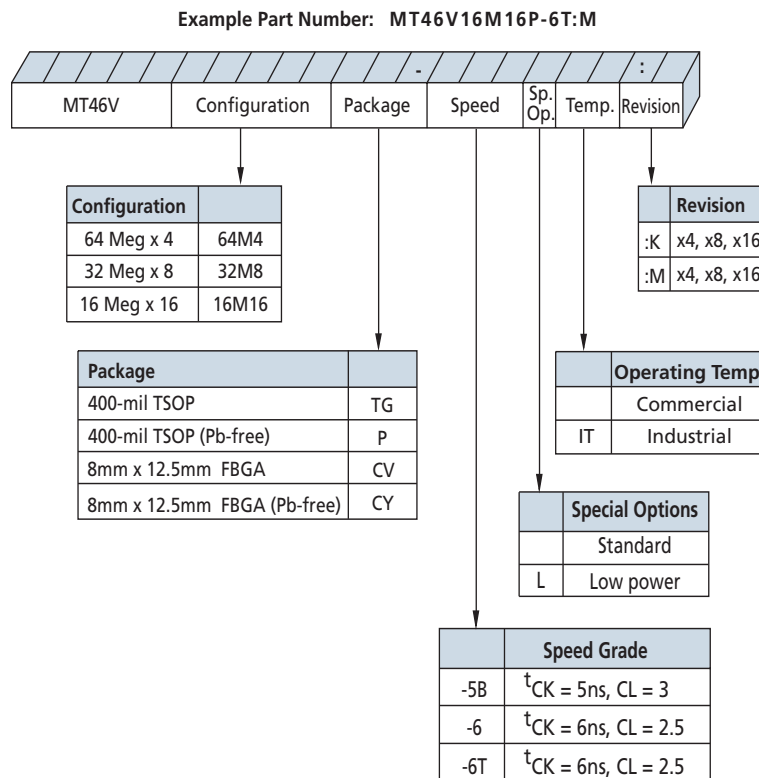 Example Part Number: MT46V16M16P-6T:M
- :
MT46V Configuration Package Speed Sp. Op. Temp. Revision
Configuration
64 Meg x 4 64M4
32 Meg x 8 32M8
16 Meg x 16 16M16
Revision
:K x4, x8, x16
:M x4, x8, x16
Package
400-mil TSOP TG
400-mil TSOP (Pb-free) P
8mm x 12.5mm FBGA CV
8mm x 12.5mm FBGA (Pb-free) CY
Operating Temp
Commercial
IT Industrial
Special Options
Standard
L Low power
Speed Grade
-5B tCK = 5ns, CL = 3
-6 tCK = 6ns, CL = 2.5
-6T tCK = 6ns, CL = 2.5